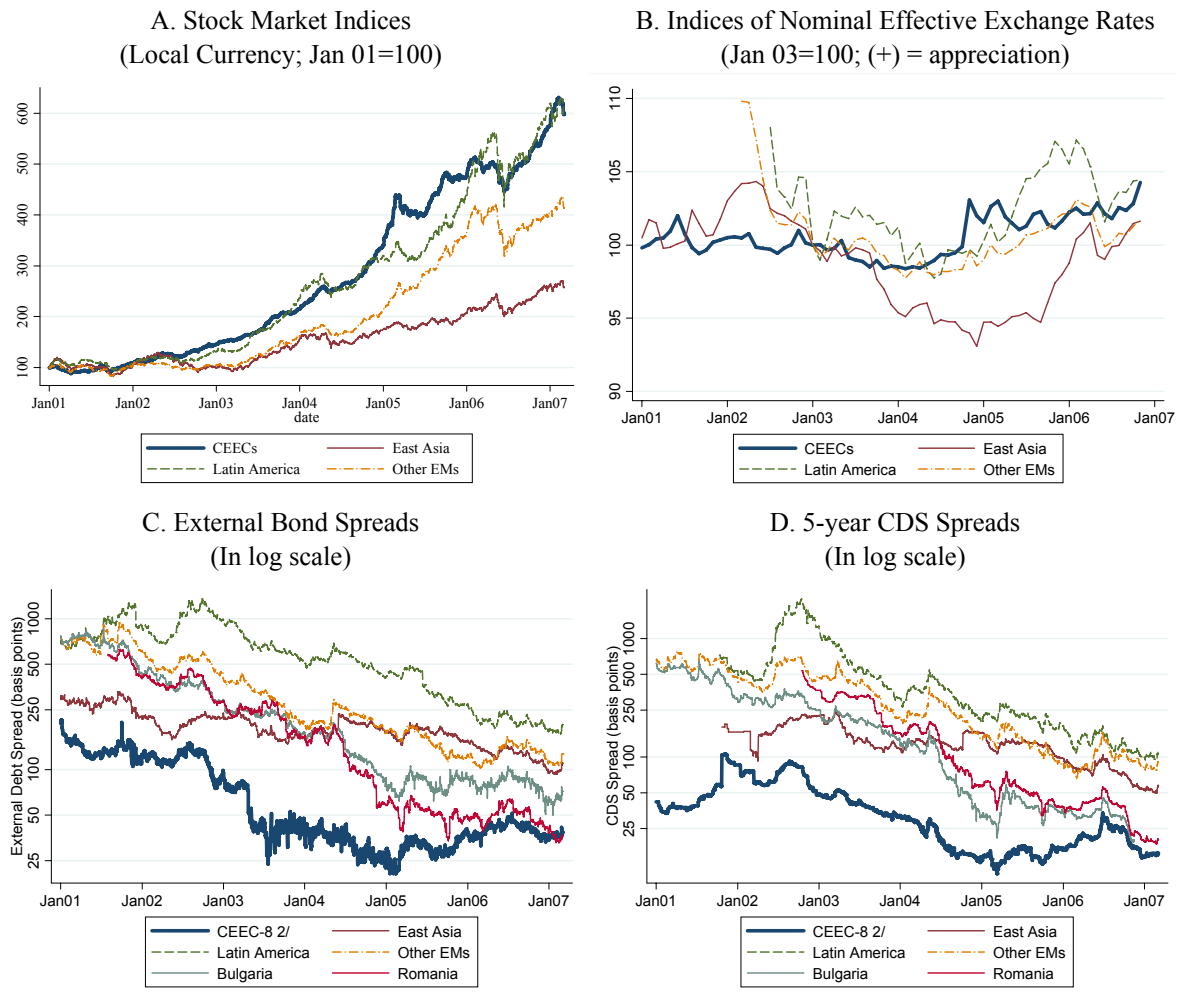 A. Stock Market Indices
(Local Currency; Jan 01=100)
600
500
400
300
200
100
Jan01 Jan02 Jan03 Jan04 Jan05 Jan06 Jan07
date
CEECs East Asia
Latin America Other EMs
B. Indices of Nominal Effective Exchange Rates
(Jan 03=100; (+) = appreciation)
110
105
100
95
90
Jan01 Jan02 Jan03 Jan04 Jan05 Jan06 Jan07
CEECs East Asia
Latin America Other EMs
C. External Bond Spreads
(In log scale)
External Debt Spread (basis points)
1000
500
250
100
50
25
Jan01 Jan02 Jan03 Jan04 Jan05 Jan06 Jan07
CEEC-8 2/ East Asia
Latin America Other EMs
Bulgaria Romania
D. 5-year CDS Spreads
(In log scale)
CDS Spread (basis points)
1000
500
250
100
50
25
Jan01 Jan02 Jan03 Jan04 Jan05 Jan06 Jan07
CEEC-8 2/ East Asia
Latin America Other EMs
Bulgaria Romania